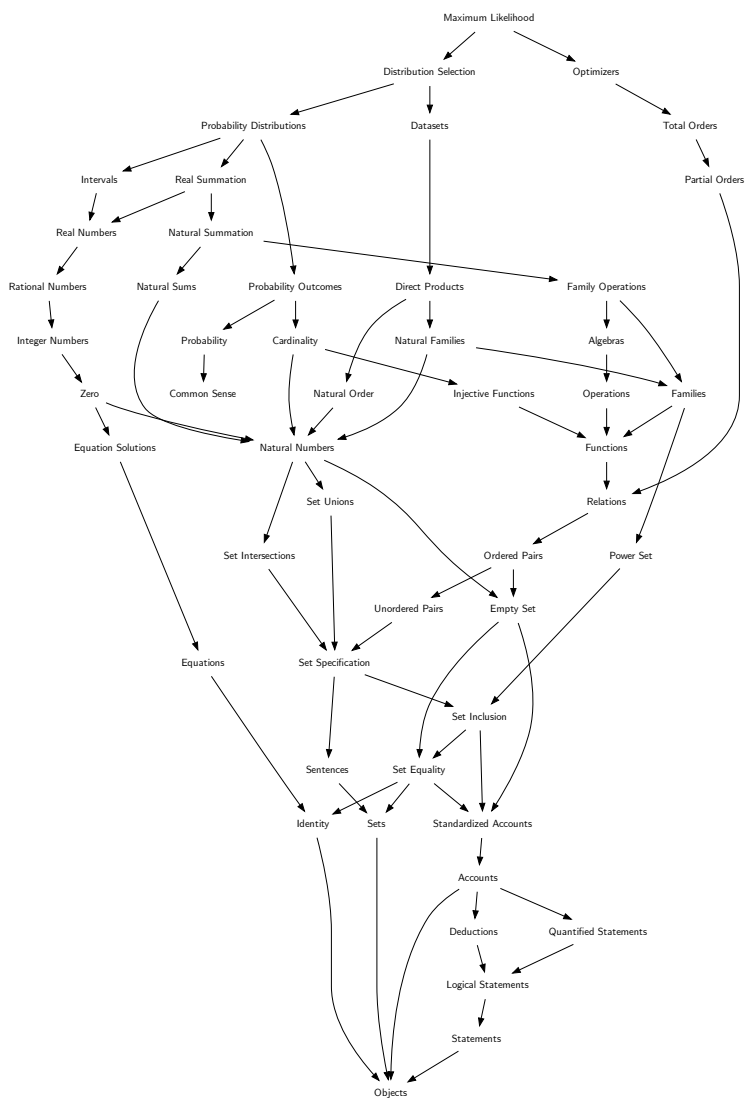 Maximum Likelihood
Distribution Selection
Optimizers
Probability Distributions
Datasets
Total Orders
Intervals
Real Summation
Partial Orders
Real Numbers
Natural Summation
Rational Numbers
Natural Sums
Probability Outcomes
Direct Products
Family Operations
Integer Numbers
Probability
Cardinality
Natural Families
Algebras
Zero
Common Sense
Natural Order
Injective Functions
Operations
Families
Equation Solutions
Natural Numbers
Functions
Set Unions
Relations
Set Intersections
Ordered Pairs
Power Set
Unordered Pairs
Empty Set
Equations
Set Specification
Set Inclusion
Sentences
Set Equality
Identity
Sets
Standardized Accounts
Accounts
Deductions
Quantified Statements
Logical Statements
Statements
Objects